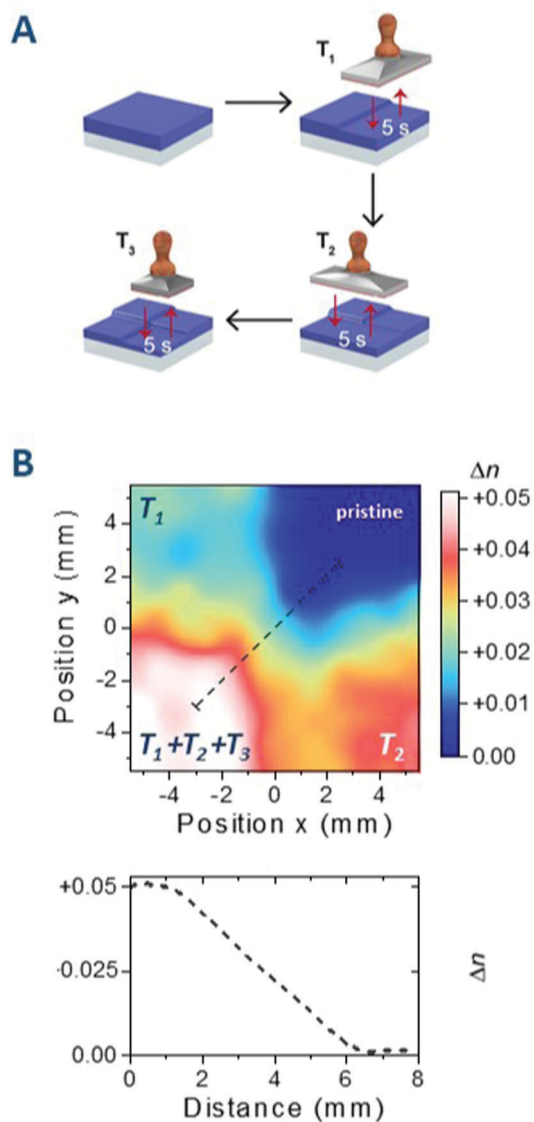 A
T1
5 s
T3
T2
5 s
5 s
B
Δn
T1
pristine
+0.05
+0.04
+0.03
+0.02
+0.01
0.00
4
2
0
-2
-4
Position y (mm)
T1+T2+T3
T2
-4 -2 0 2 4
Position x (mm)
+0.05
·0.025
0.00
Δn
0 2 4 6 8
Distance (mm)